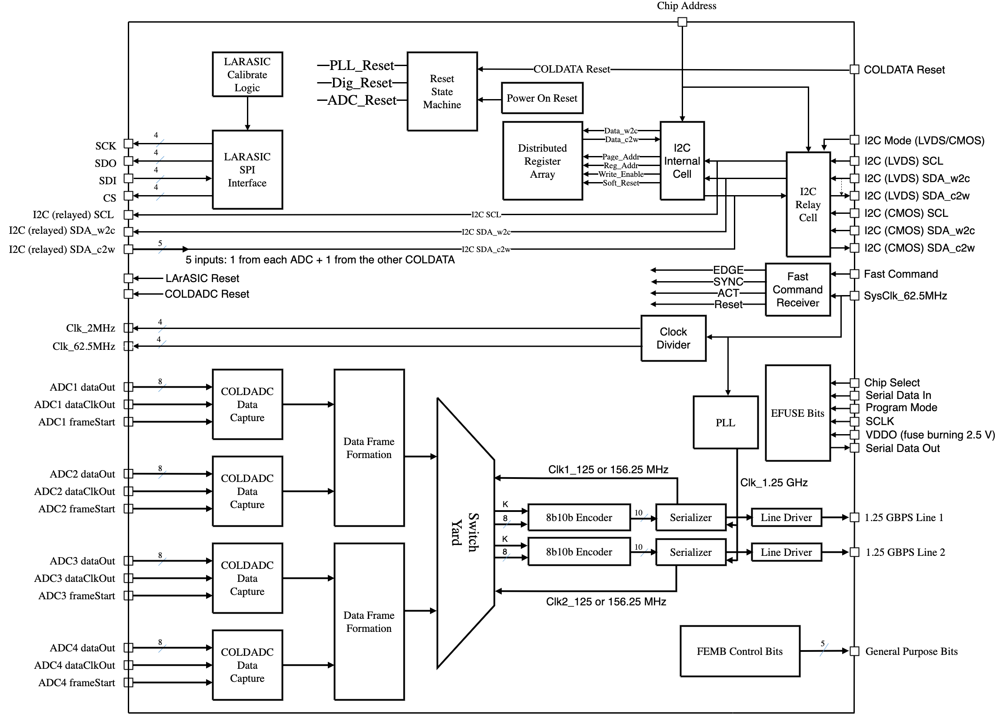 Chip Address
LARASIC
Calibrate
Logic
PLL_Reset
Dig_Reset
ADC_Reset
Reset
State
Machine
COLDATA Reset
COLDATA Reset
Power On Reset
SCK
4
SDO
4
SDI
4
CS
4
LARASIC
SPI
Interface
Distributed
Register
Array
Data_w2c
Data_c2w
Page_Addr
Reg_Addr
Write_Enable
Soft_Reset
I2C
Internal
Cell
I2C
Relay
Cell
I2C Mode (LVDS/CMOS)
I2C (LVDS) SCL
I2C (LVDS) SDA_w2c
I2C (LVDS) SDA_c2w
I2C (CMOS) SCL
I2C (CMOS) SDA_w2c
I2C (CMOS) SDA_c2w
I2C (relayed) SCL
I2C SCL
I2C (relayed) SDA_w2c
I2C SDA_w2c
I2C (relayed) SDA_c2w
5
I2C SDA_c2w
5 inputs: 1 from each ADC + 1 from the other COLDATA
LArASIC Reset
COLDADC Reset
EDGE
SYNC
ACT
Reset
Fast
Command
Receiver
Fast Command
SysClk_62.5MHz
Clk_2MHz
4
Clk_62.5MHz
4
Clock
Divider
ADC1 dataOut
8
ADC1 dataClkOut
ADC1 frameStart
COLDADC
Data
Capture
ADC2 dataOut
8
ADC2 dataClkOut
ADC2 frameStart
COLDADC
Data
Capture
Data Frame
Formation
ADC3 dataOut
8
ADC3 dataClkOut
ADC3 frameStart
COLDADC
Data
Capture
ADC4 dataOut
8
ADC4 dataClkOut
ADC4 frameStart
COLDADC
Data
Capture
Data Frame
Formation
Switch
Yard
PLL
EFUSE Bits
Chip Select
Serial Data In
Program Mode
SCLK
VDDO (fuse burning 2.5 V)
Serial Data Out
Clk1_125 or 156.25 MHz
Clk_1.25 GHz
K
8
8b10b Encoder
10
Serializer
Line Driver
1.25 GBPS Line 1
K
8
8b10b Encoder
10
Serializer
Line Driver
1.25 GBPS Line 2
Clk2_125 or 156.25 MHz
FEMB Control Bits
5
General Purpose Bits